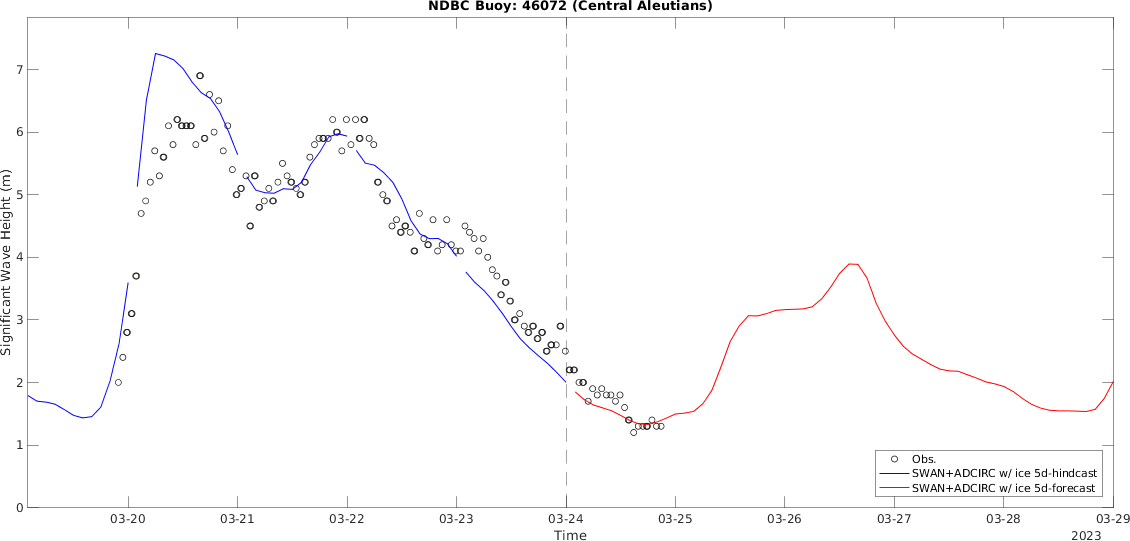 NDBC Buoy: 46072 (Central Aleutians)
Significant Wave Height (m)
7
6
5
4
3
2
1
0
03-20 03-21 03-22 03-23 03-24 03-25 03-26 03-27 03-28 03-29
Time
2023
Obs.
SWAN+ADCIRC w/ ice 5d-hindcast
SWAN+ADCIRC w/ ice 5d-forecast